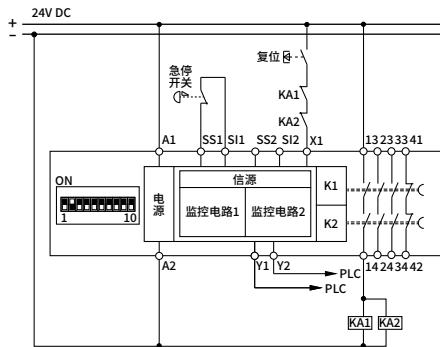 24V DC
+
−
急停
开关
复位
KA1
KA2
A1 SS1 SI1 SS2 SI2 X1 13 23 33 41
ON
1 10
电源
信源
监控电路1 监控电路2
K1
K2
A2 Y1 Y2 14 24 34 42
PLC
PLC
KA1 KA2